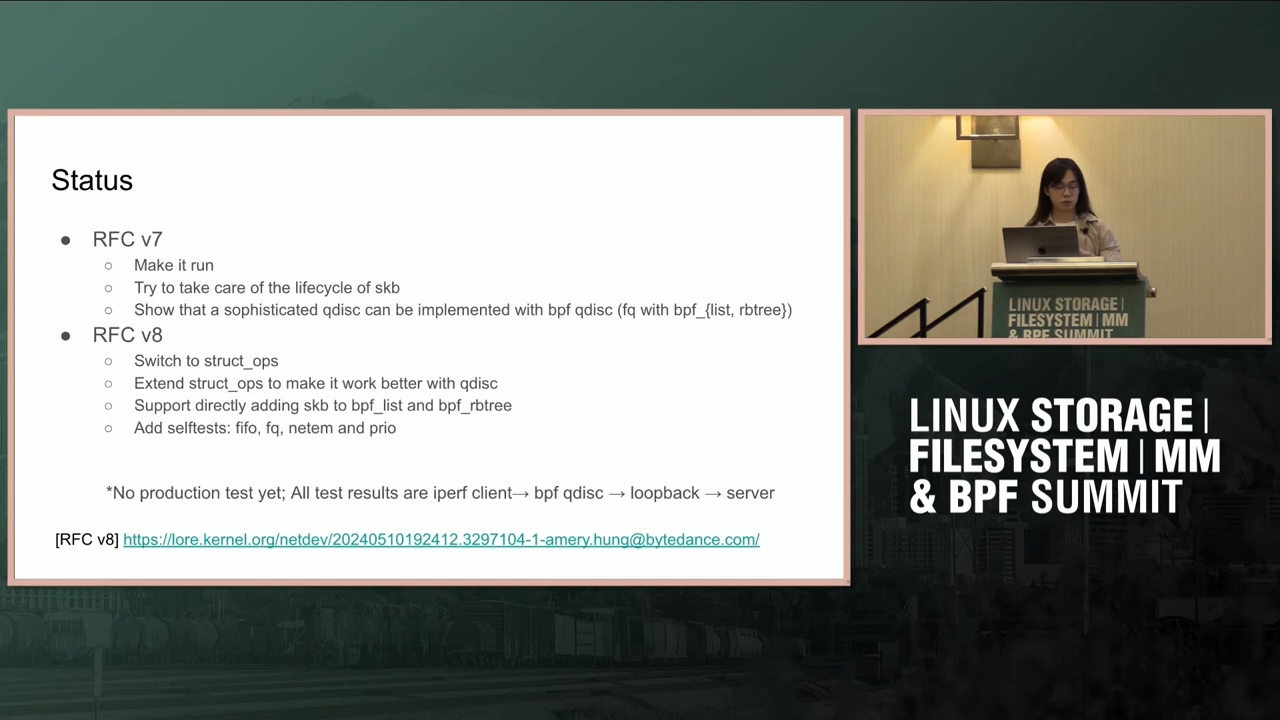 Status
● RFC v7
○ Make it run
○ Try to take care of the lifecycle of skb
○ Show that a sophisticated qdisc can be implemented with bpf qdisc (fq with bpf_{list, rbtree})
● RFC v8
○ Switch to struct_ops
○ Extend struct_ops to make it work better with qdisc
○ Support directly adding skb to bpf_list and bpf_rbtree
○ Add selftests: fifo, fq, netem and prio
*No production test yet; All test results are iperf client→ bpf qdisc → loopback → server
[RFC v8] https://lore.kernel.org/netdev/20240510192412.3297104-1-amery.hung@bytedance.com/
LINUX STORAGE |
FILESYSTEM | MM
& BPF SUMMIT
LINUX STORAGE |
FILESYSTEM | MM
& BPF SUMMIT